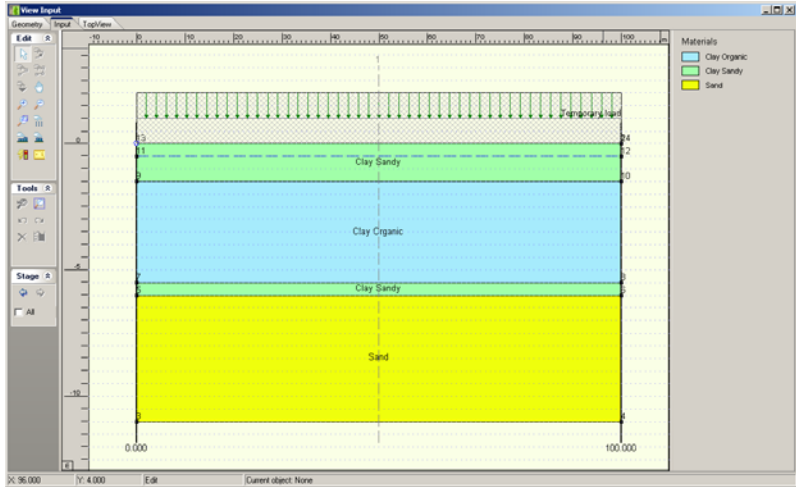 View Input
Geometry Input TopView
Edit
-10 0 10 20 30 40 50 60 70 80 90 100 m
Materials
Clay Organic
Clay Sandy
Sand
1
Temporary load
0
13 24
11 12
Clay Sandy
9 10
Clay Organic
Tools
-5
7 8
Stage
Clay Sandy
5 6
All
Sand
-10
3 4
0.000 100.000
X: 96.000 Y: 4.000 Edit Current object: None